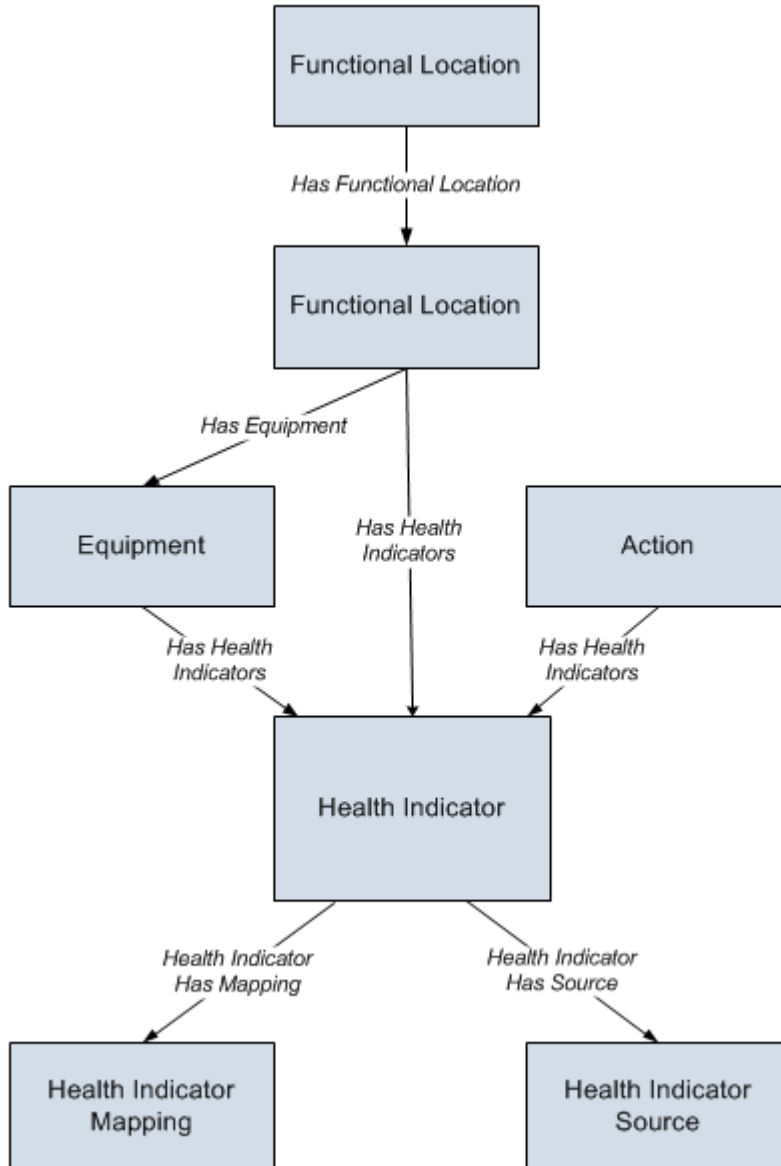 Functional Location
Has Functional Location
Functional Location
Has Equipment
Equipment
Has Health
Indicators
Action
Has Health
Indicators
Has Health
Indicators
Health Indicator
Health Indicator
Has Mapping
Health Indicator
Has Source
Health Indicator
Mapping
Health Indicator
Source